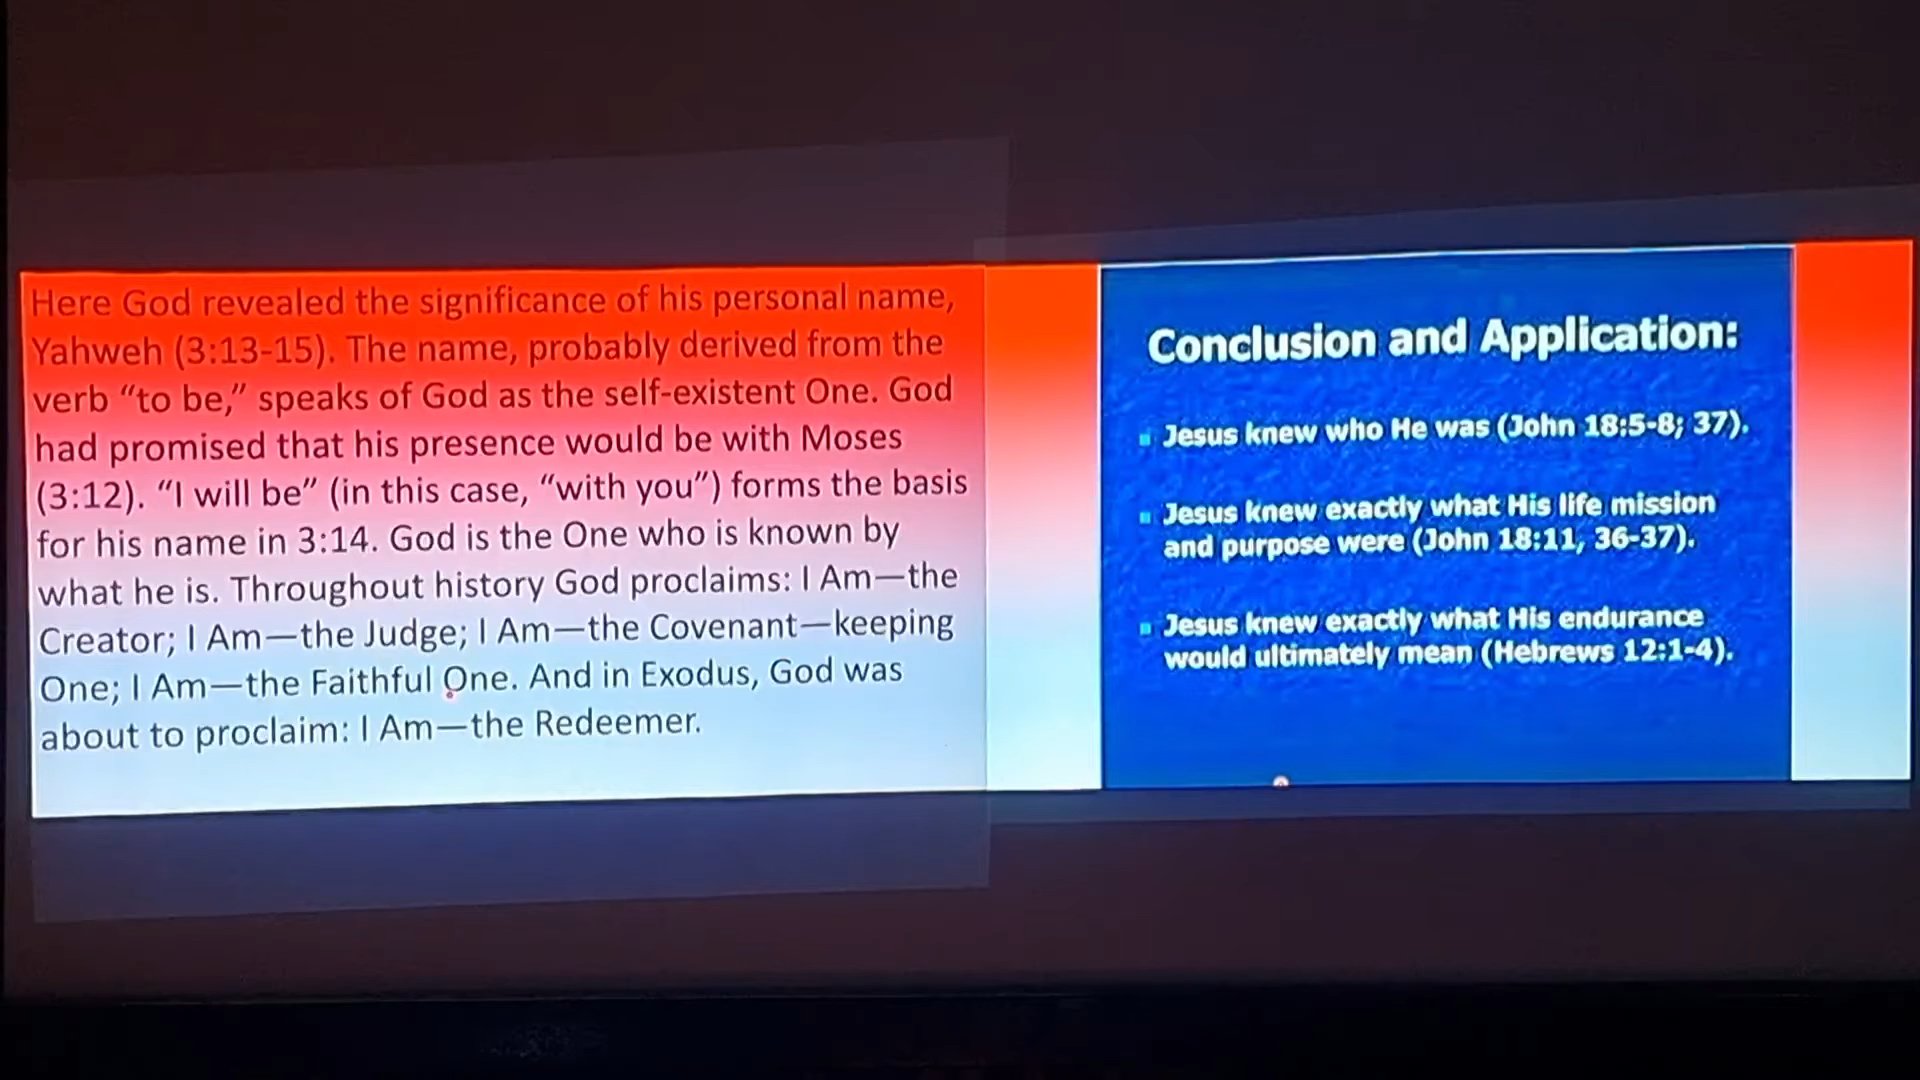 Here God revealed the significance of his personal name,
Yahweh (3:13-15). The name, probably derived from the
verb “to be,” speaks of God as the self-existent One. God
had promised that his presence would be with Moses
(3:12). “I will be” (in this case, “with you”) forms the basis
for his name in 3:14. God is the One who is known by
what he is. Throughout history God proclaims: I Am—the
Creator; I Am—the Judge; I Am—the Covenant—keeping
One; I Am—the Faithful One. And in Exodus, God was
about to proclaim: I Am—the Redeemer.
Conclusion and Application:
Jesus knew who He was (John 18:5-8; 37).
Jesus knew exactly what His life mission
and purpose were (John 18:11, 36-37).
Jesus knew exactly what His endurance
would ultimately mean (Hebrews 12:1-4).